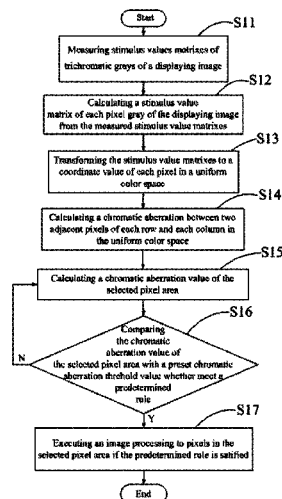 Start
S11
Measuring stimulus values matrixes of
trichromatic greys of a displaying image
S12
Calculating a stimulus value
matrix of each pixel gray of the displaying image
from the measured stimulus value matrixes
S13
Transforming the stimulus value matrixes to a
coordinate value of each pixel in a uniform
color space
S14
Calculating a chromatic aberration between two
adjacent pixels of each row and each column in
the uniform color space
S15
Calculating a chromatic aberration value of the
selected pixel area
S16
Comparing
the chromatic
aberration value of
the selected pixel area with a preset chromatic
aberration threhold value whether meet a
predetermined
rule
N
Y
S17
Executing an image processing to pixels in the
selected pixel area if the predetermined rule is satified
End